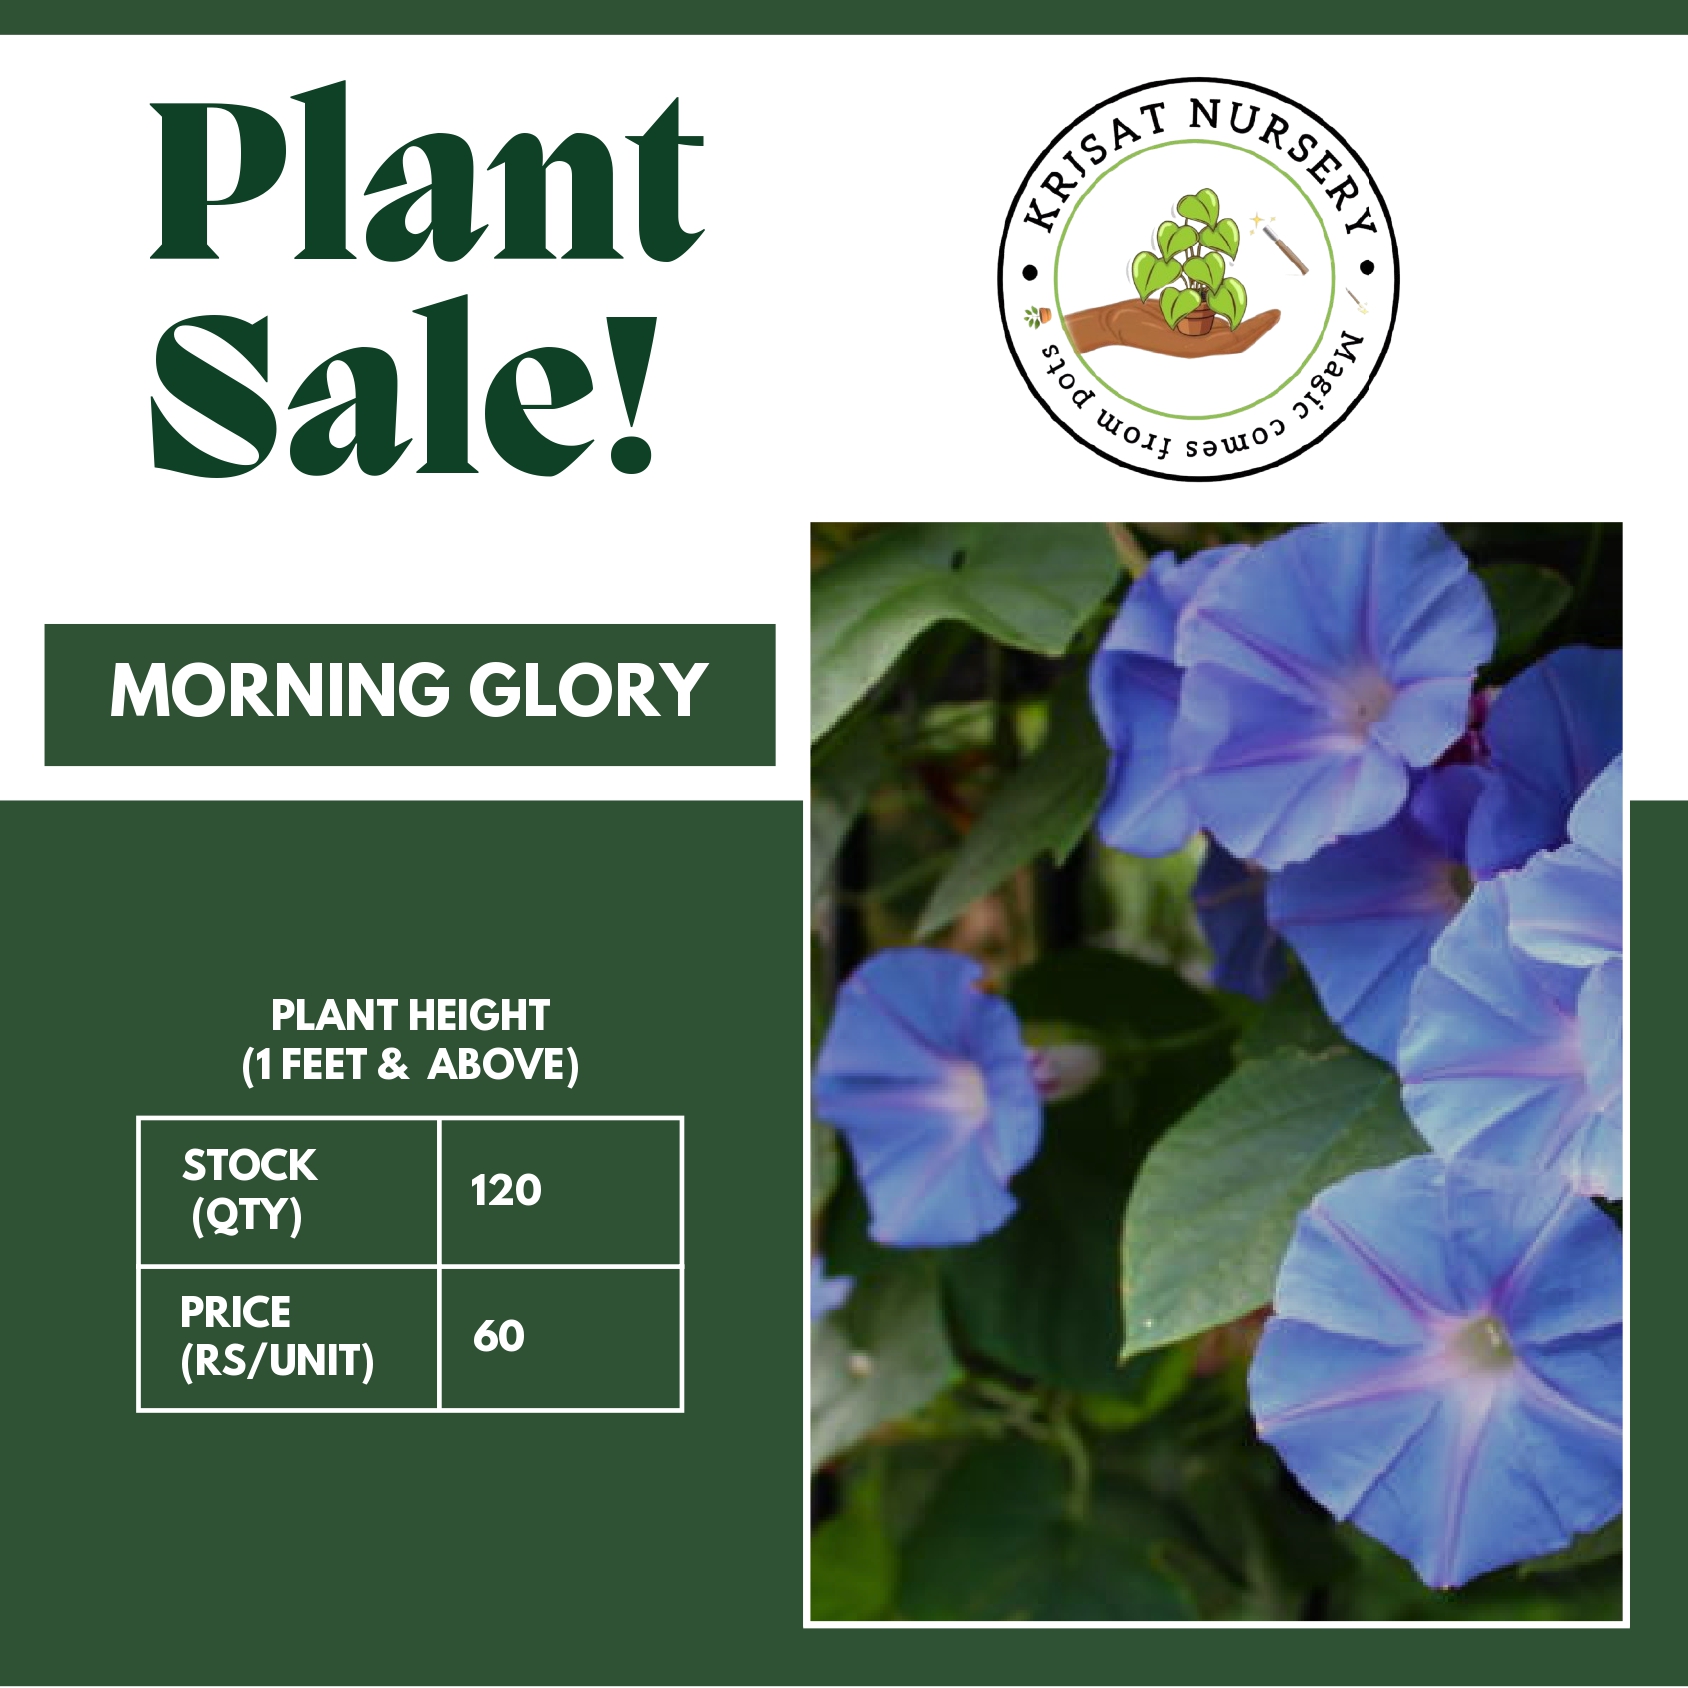 Plant
Sale!
KRISAT NURSERY
Magic comes from pots
MORNING GLORY
PLANT HEIGHT
(1 FEET & ABOVE)
STOCK
(QTY)
120
PRICE
(RS/UNIT)
60